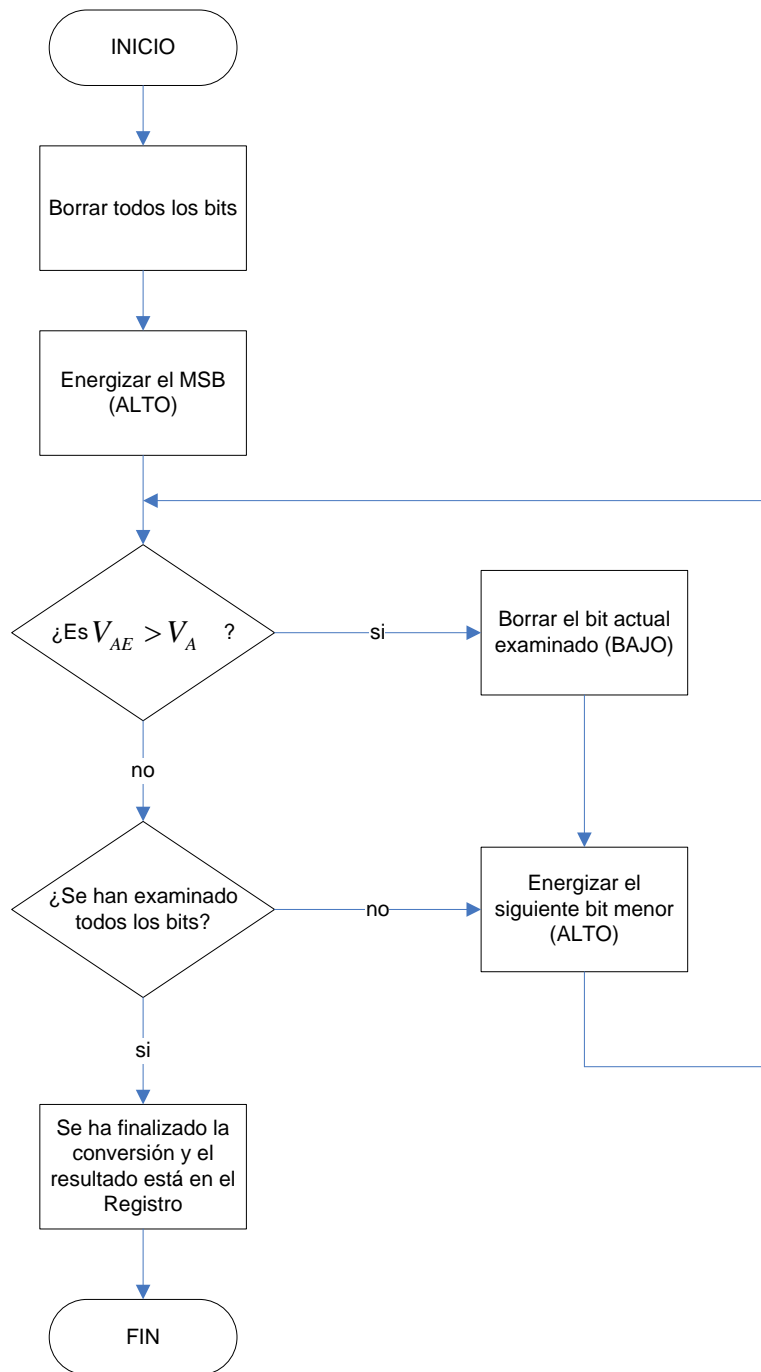 INICIO
Borrar todos los bits
Energizar el MSB
(ALTO)
¿Es V_AE > V_A ?
si
Borrar el bit actual
examinado (BAJO)
no
¿Se han examinado
todos los bits?
no
Energizar el
siguiente bit menor
(ALTO)
si
Se ha finalizado la
conversión y el
resultado está en el
Registro
FIN